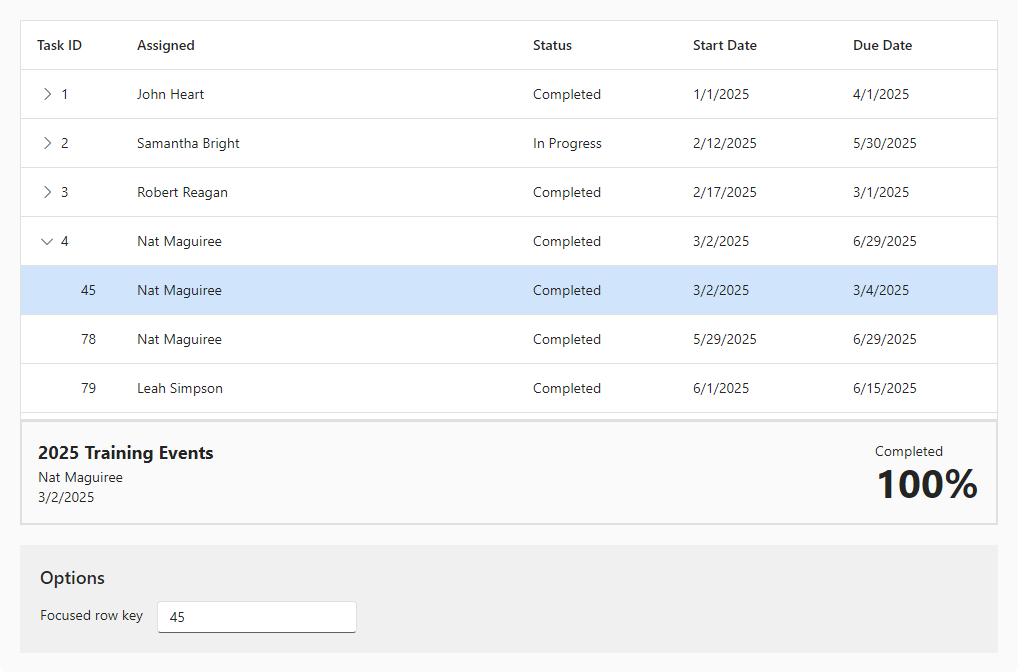 Task ID Assigned Status Start Date Due Date
1 John Heart Completed 1/1/2025 4/1/2025
2 Samantha Bright In Progress 2/12/2025 5/30/2025
3 Robert Reagan Completed 2/17/2025 3/1/2025
4 Nat Maguiree Completed 3/2/2025 6/29/2025
45 Nat Maguiree Completed 3/2/2025 3/4/2025
78 Nat Maguiree Completed 5/29/2025 6/29/2025
79 Leah Simpson Completed 6/1/2025 6/15/2025
2025 Training Events
Nat Maguiree
3/2/2025
Completed
100%
Options
Focused row key 45